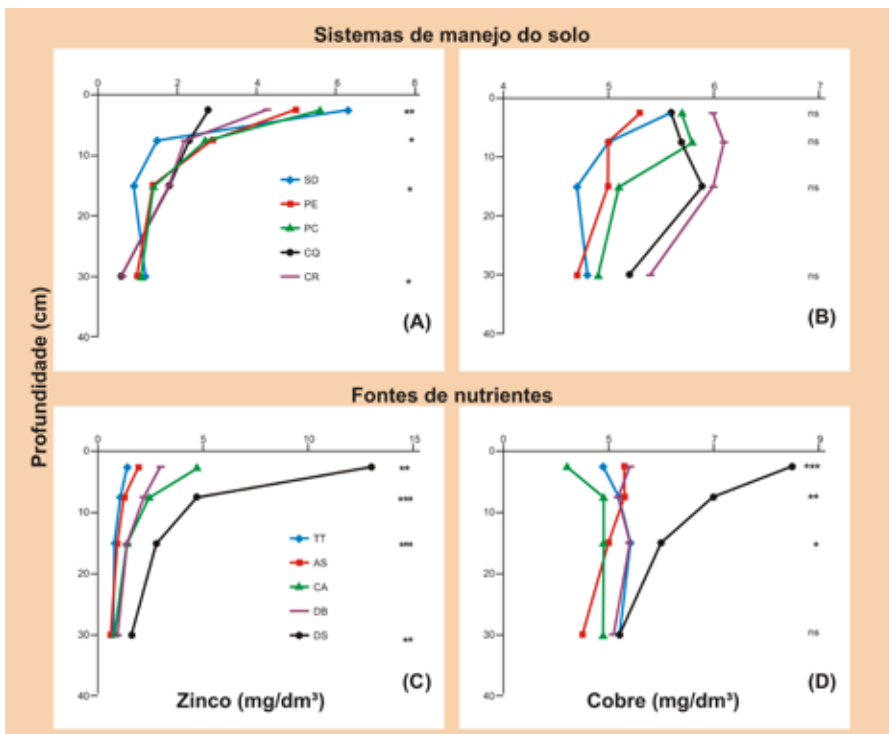 Sistemas de manejo do solo
0 2 4 6 8
0
10
20
30
40
**
*
*
*
SD
PE
PC
CQ
CR
(A)
4 5 6 7
0
10
20
30
40
ns
ns
ns
ns
(B)
Profundidade (cm)
Fontes de nutrientes
0 5 10 15
0
10
20
30
40
**
***
***
**
TT
AS
CA
DB
DS
(C)
Zinco (mg/dm³)
0 5 7 9
0
10
20
30
40
***
**
*
ns
(D)
Cobre (mg/dm³)